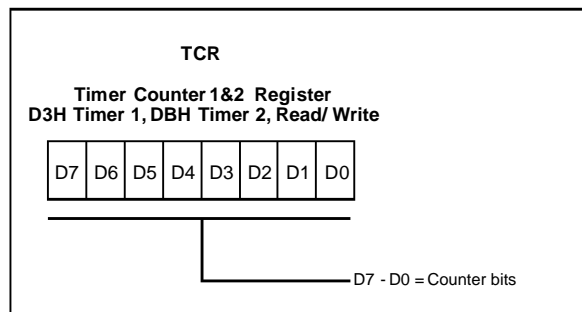 TCR
Timer Counter 1&2 Register
D3H Timer 1, DBH Timer 2, Read/ Write
D7 D6 D5 D4 D3 D2 D1 D0
D7 - D0 = Counter bits